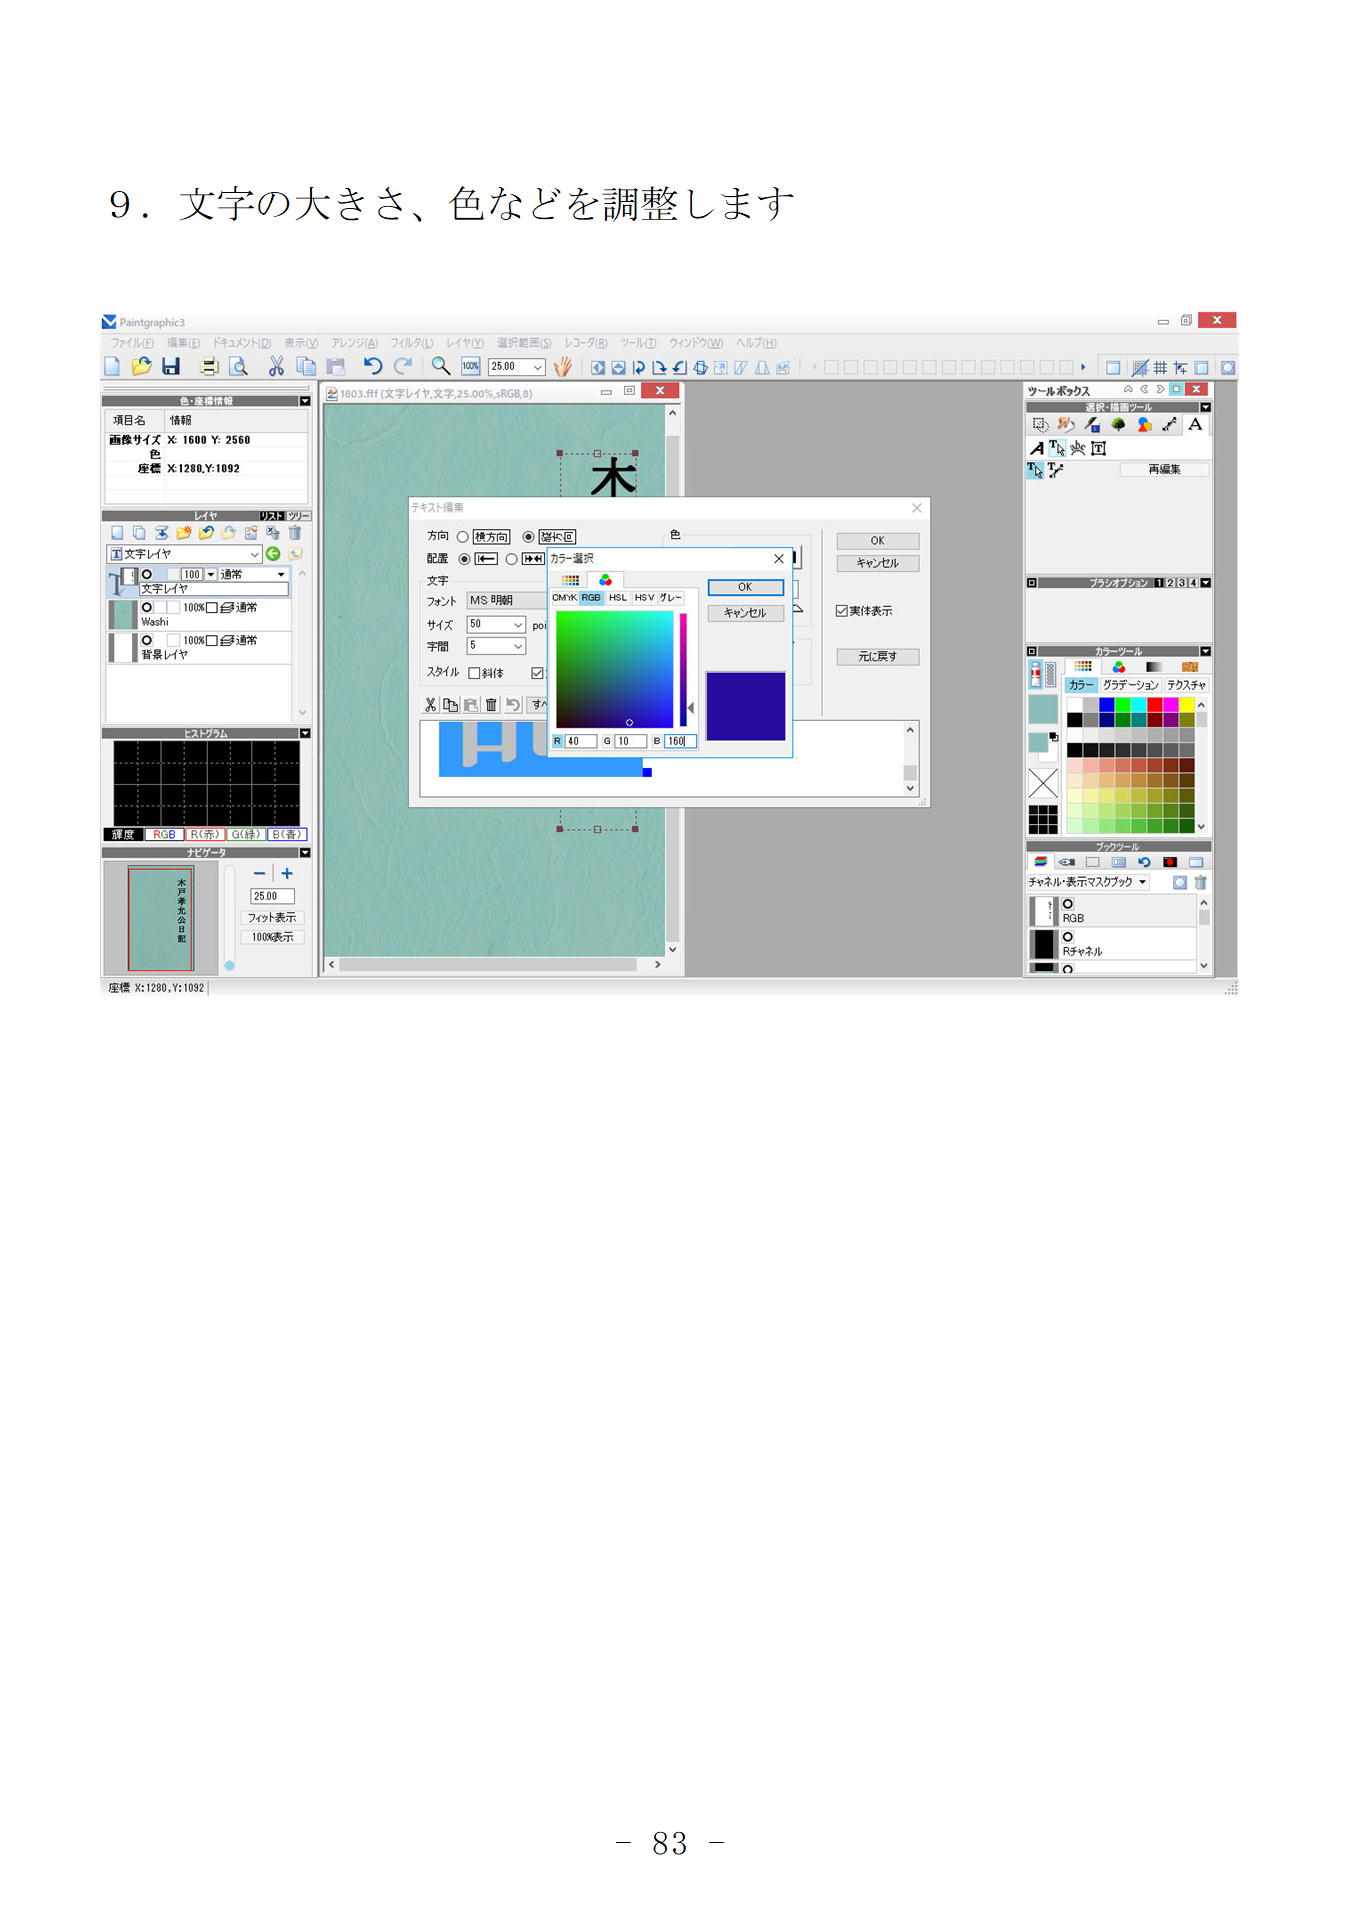 ９．文字の大きさ、色などを調整します
Paintgraphic3
ファイル(F) 編集(E) ドキュメント(D) 表示(V) アレンジ(A) フィルタ(L) レイヤ(Y) 選択範囲(S) レコーダ(R) ツール(T) ウィンドウ(W) ヘルプ(H)
100% 25.00
色・座標情報
項目名 情報
画像サイズ X: 1600 Y: 2560
色
座標 X:1280,Y:1092
レイヤ リスト ツリー
文字レイヤ
100 通常
文字レイヤ
100% 通常
Washi
100% 通常
背景レイヤ
ヒストグラム
輝度 RGB R(赤) G(緑) B(青)
ナビゲータ
木戸孝允公日記
25.00
フィット表示
100%表示
座標 X:1280,Y:1092
1803.fff (文字レイヤ,文字,25.00%,sRGB,8)
木
テキスト編集
方向 横方向
配置
文字
フォント MS 明朝
サイズ 50 poi
字間 5
スタイル 斜体
すべ
色
OK
キャンセル
実体表示
元に戻す
カラー選択
CMYK RGB HSL HSV グレー
R 40 G 10 B 160
OK
キャンセル
ツールボックス
選択・描画ツール
再編集
ブラシオプション 1 2 3 4
カラーツール
カラー グラデーション テクスチャ
ブックツール
チャネル・表示マスクブック
RGB
Rチャネル
- 83 -